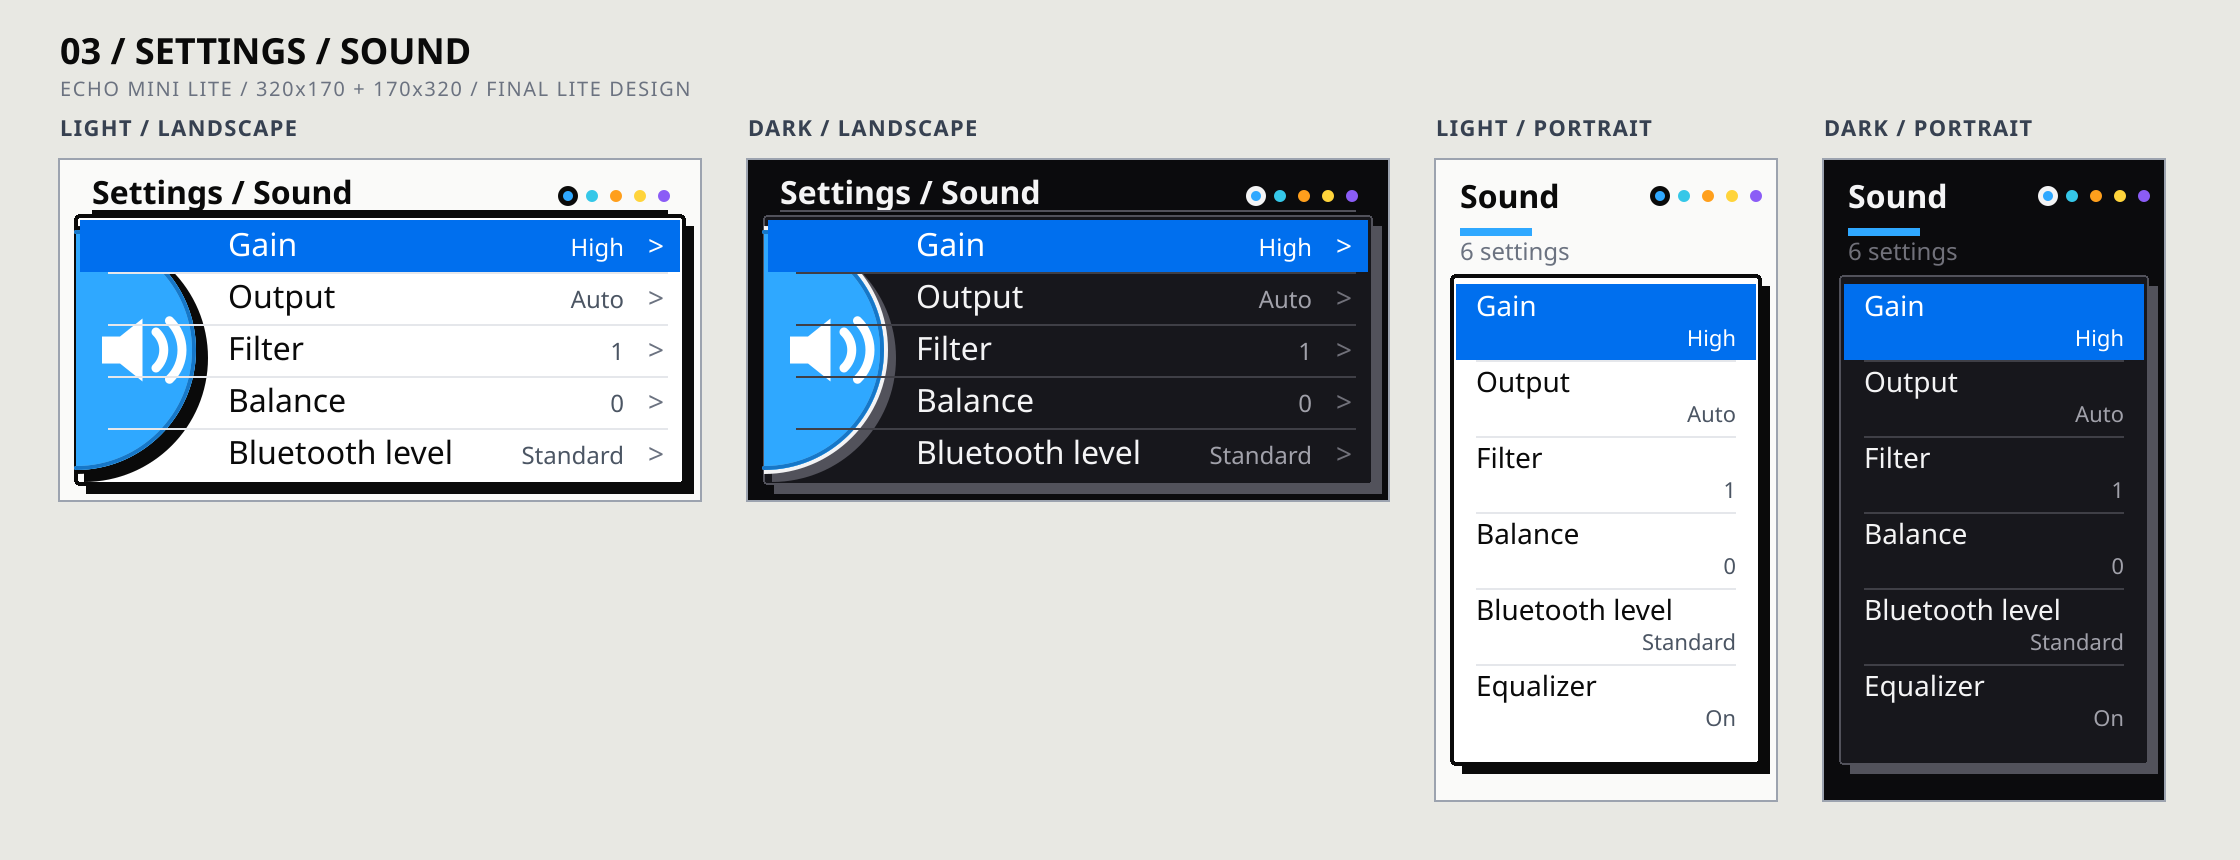 03 / SETTINGS / SOUND
ECHO MINI LITE / 320x170 + 170x320 / FINAL LITE DESIGN
LIGHT / LANDSCAPE
Settings / Sound
Gain High >
Output Auto >
Filter 1 >
Balance 0 >
Bluetooth level Standard >
DARK / LANDSCAPE
Settings / Sound
Gain High >
Output Auto >
Filter 1 >
Balance 0 >
Bluetooth level Standard >
LIGHT / PORTRAIT
Sound
6 settings
Gain
High
Output
Auto
Filter
1
Balance
0
Bluetooth level
Standard
Equalizer
On
DARK / PORTRAIT
Sound
6 settings
Gain
High
Output
Auto
Filter
1
Balance
0
Bluetooth level
Standard
Equalizer
On